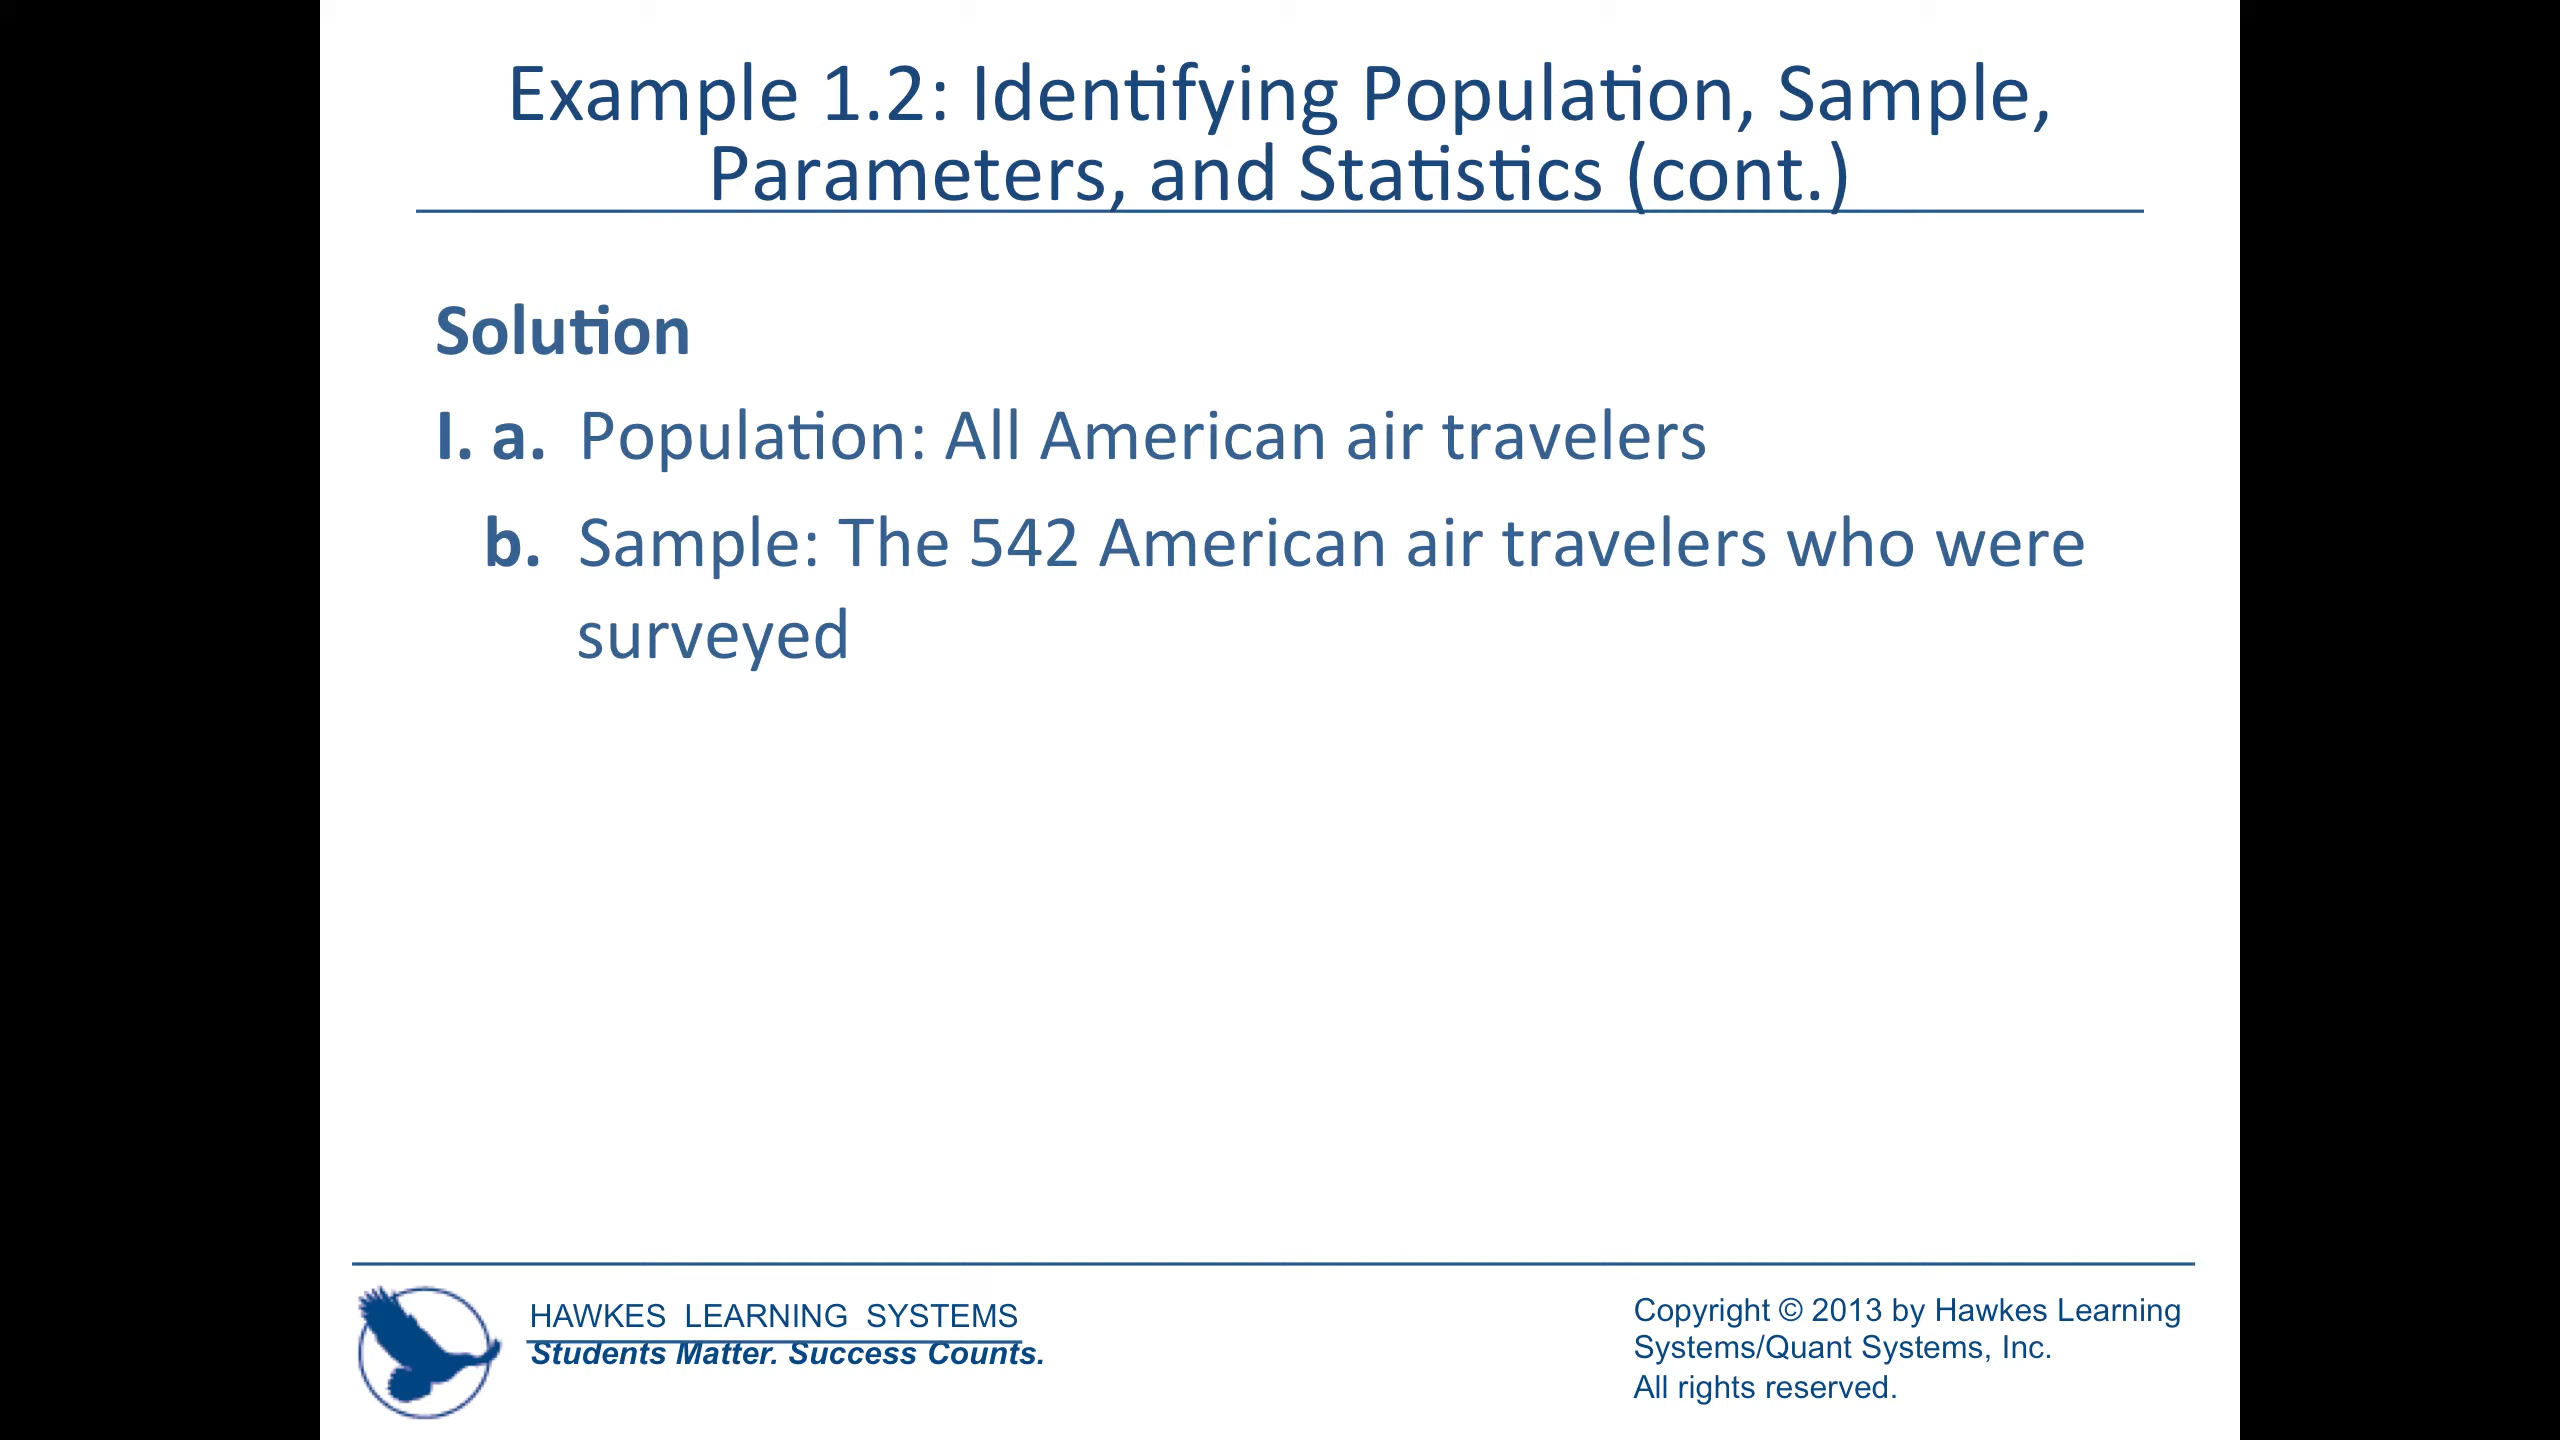 Example 1.2: Identifying Population, Sample,
Parameters, and Statistics (cont.)
Solution
I. a. Population: All American air travelers
b. Sample: The 542 American air travelers who were
surveyed
HAWKES LEARNING SYSTEMS
Students Matter. Success Counts.
Copyright © 2013 by Hawkes Learning
Systems/Quant Systems, Inc.
All rights reserved.